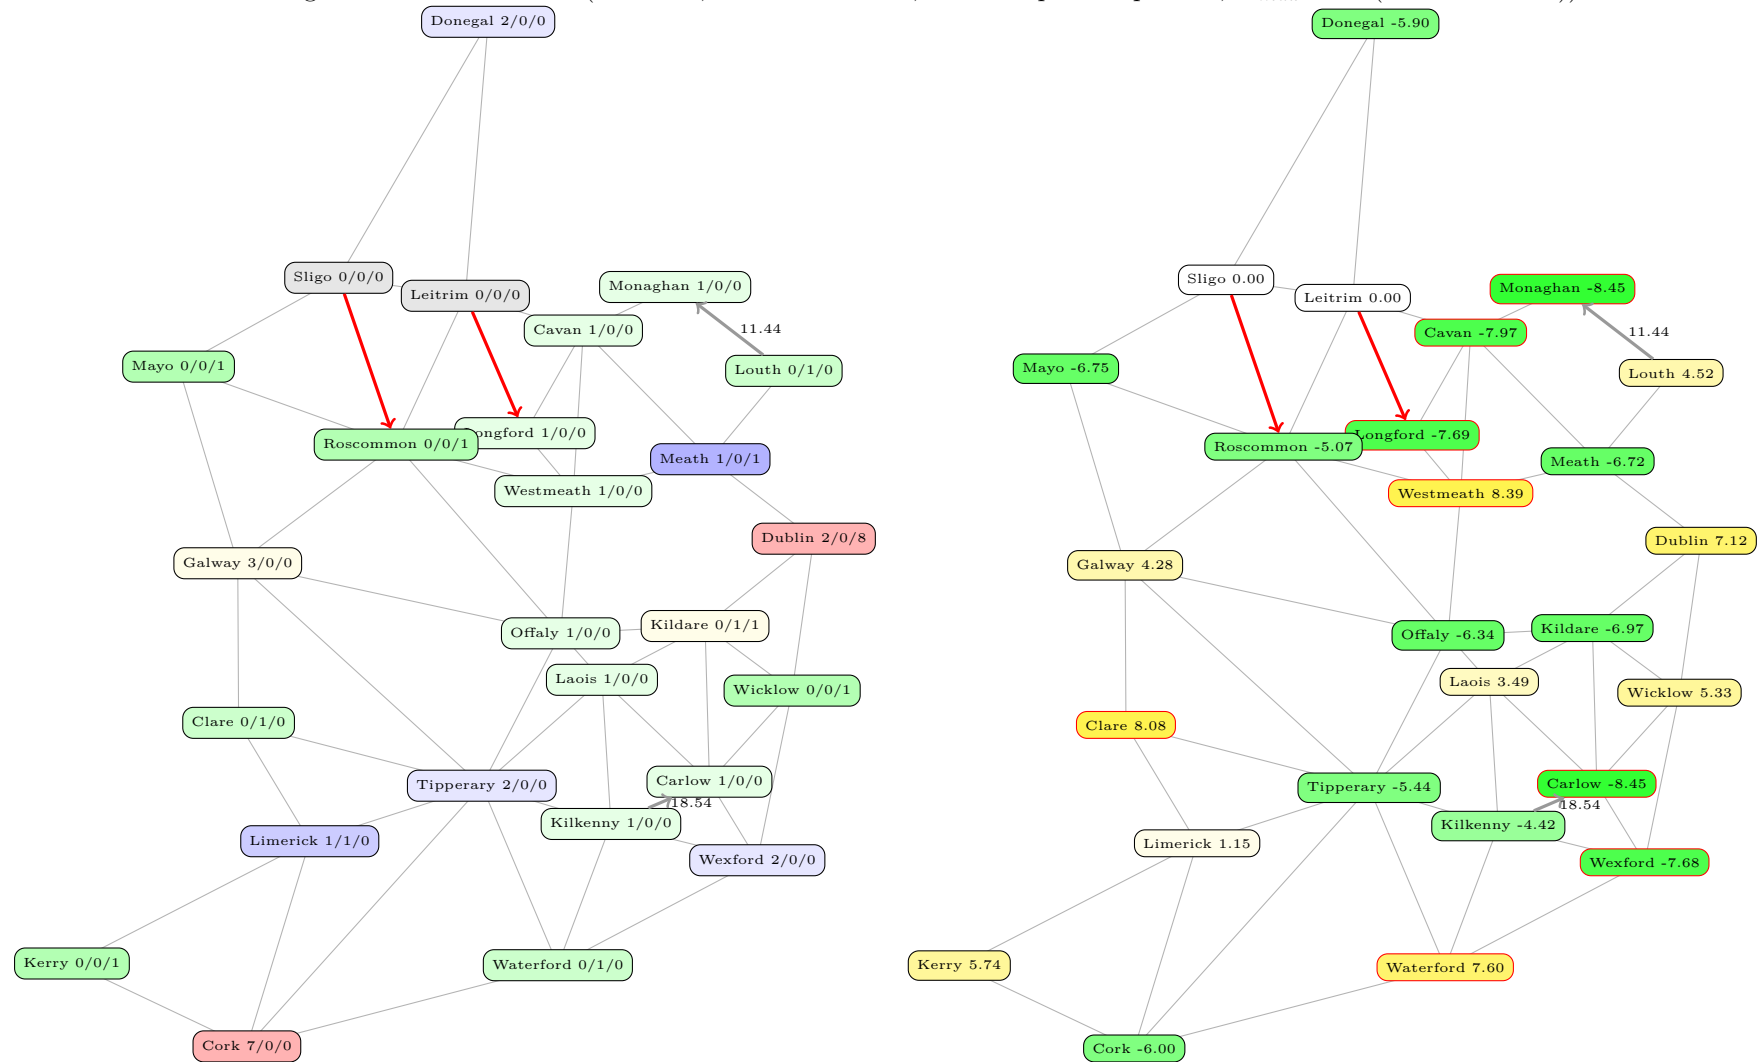 Donegal 2/0/0
Sligo 0/0/0
Leitrim 0/0/0
Monaghan 1/0/0
Cavan 1/0/0
11.44
Mayo 0/0/1
Louth 0/1/0
Longford 1/0/0
Roscommon 0/0/1
Meath 1/0/1
Westmeath 1/0/0
Dublin 2/0/8
Galway 3/0/0
Offaly 1/0/0
Kildare 0/1/1
Laois 1/0/0
Wicklow 0/0/1
Clare 0/1/0
Tipperary 2/0/0
Carlow 1/0/0
18.54
Kilkenny 1/0/0
Limerick 1/1/0
Wexford 2/0/0
Kerry 0/0/1
Waterford 0/1/0
Cork 7/0/0
Donegal -5.90
Sligo 0.00
Leitrim 0.00
Monaghan -8.45
Cavan -7.97
11.44
Mayo -6.75
Louth 4.52
Longford -7.69
Roscommon -5.07
Meath -6.72
Westmeath 8.39
Dublin 7.12
Galway 4.28
Offaly -6.34
Kildare -6.97
Laois 3.49
Wicklow 5.33
Clare 8.08
Tipperary -5.44
Carlow -8.45
18.54
Kilkenny -4.42
Limerick 1.15
Wexford -7.68
Kerry 5.74
Waterford 7.60
Cork -6.00